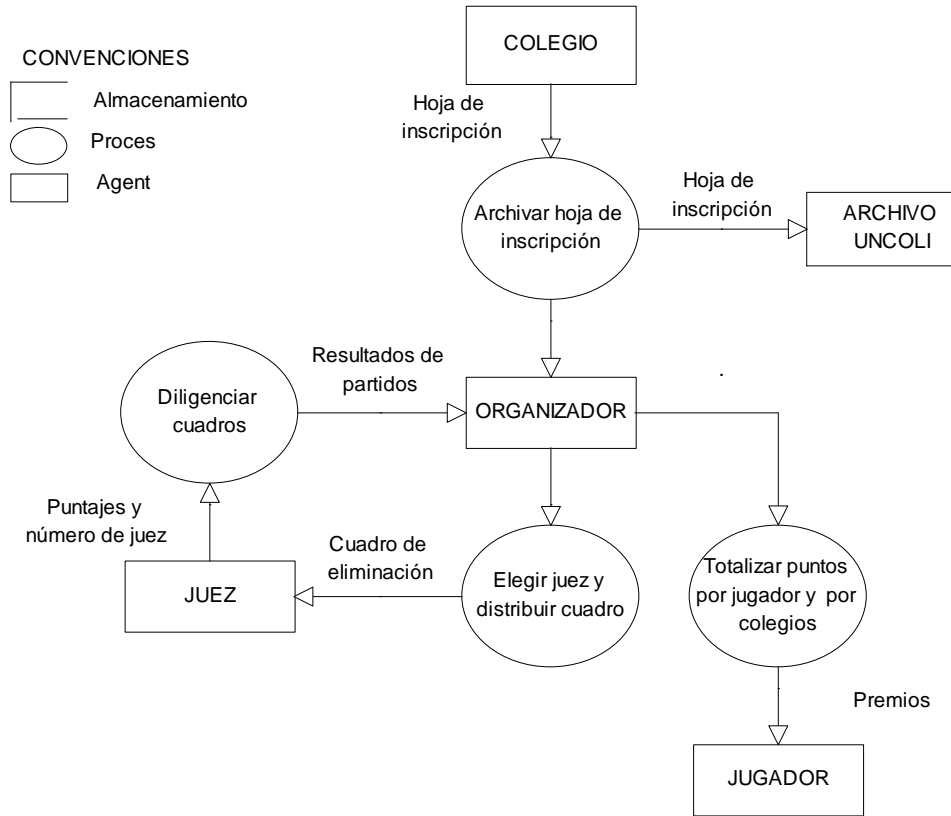 COLEGIO
CONVENCIONES
Almacenamiento
Proces
Agent
Hoja de
inscripción
Archivar hoja de
inscripción
Hoja de
inscripción
ARCHIVO
UNCOLI
Diligenciar
cuadros
Resultados de
partidos
ORGANIZADOR
Puntajes y
número de juez
JUEZ
Cuadro de
eliminación
Elegir juez y
distribuir cuadro
Totalizar puntos
por jugador y por
colegios
Premios
JUGADOR